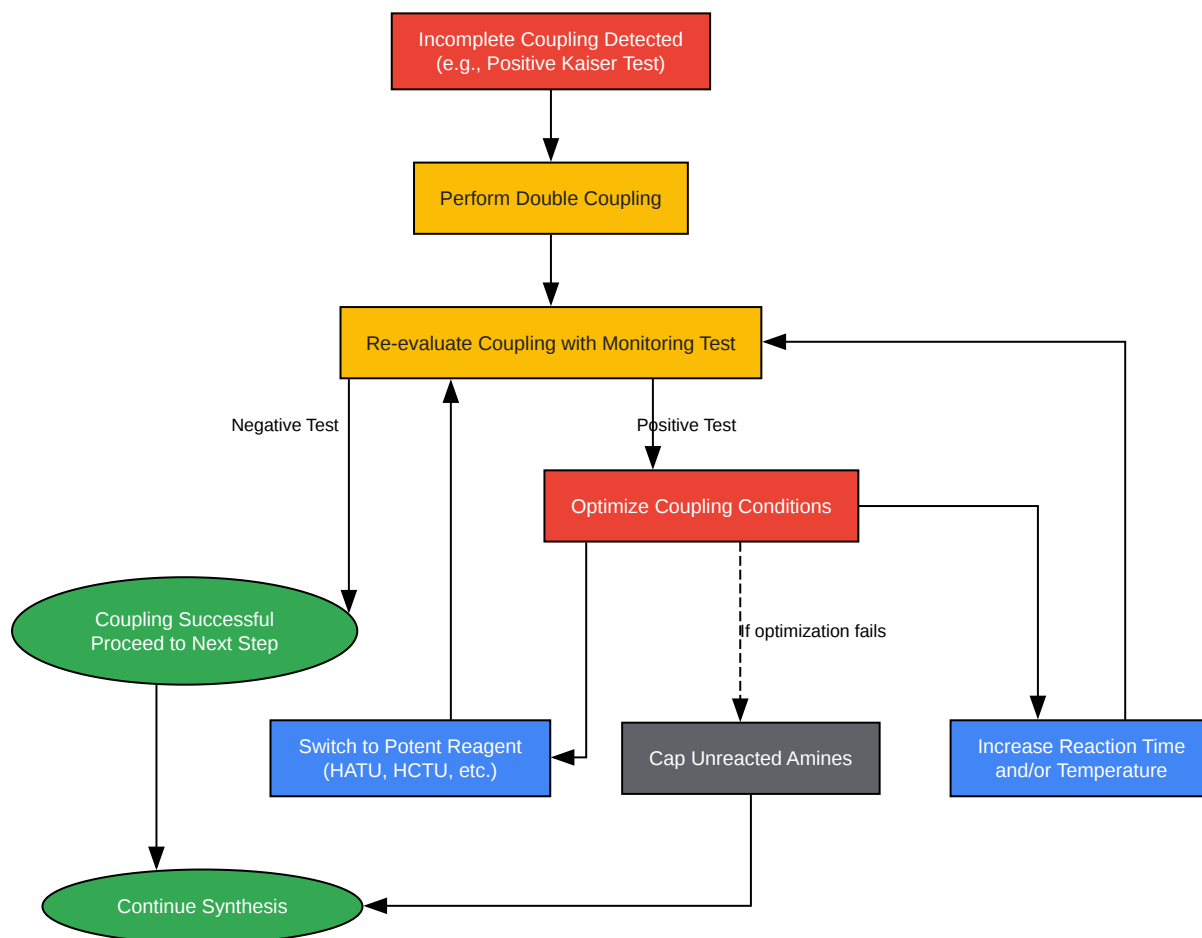 Incomplete Coupling Detected
(e.g., Positive Kaiser Test)
Perform Double Coupling
Re-evaluate Coupling with Monitoring Test
Negative Test
Positive Test
Optimize Coupling Conditions
Coupling Successful
Proceed to Next Step
If optimization fails
Switch to Potent Reagent
(HATU, HCTU, etc.)
Cap Unreacted Amines
Increase Reaction Time
and/or Temperature
Continue Synthesis